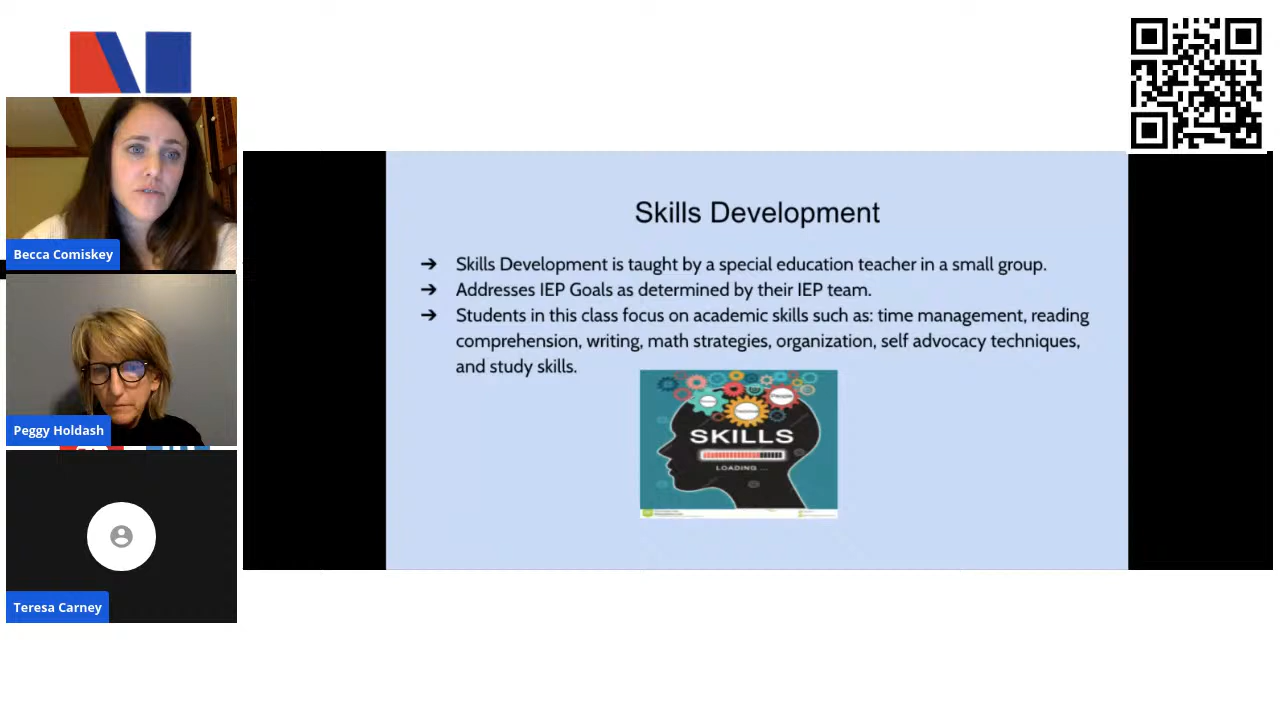 Becca Comiskey
Peggy Holdash
Teresa Carney
Skills Development
➔ Skills Development is taught by a special education teacher in a small group.
➔ Addresses IEP Goals as determined by their IEP team.
➔ Students in this class focus on academic skills such as: time management, reading
comprehension, writing, math strategies, organization, self advocacy techniques,
and study skills.
SKILLS
LOADING ...